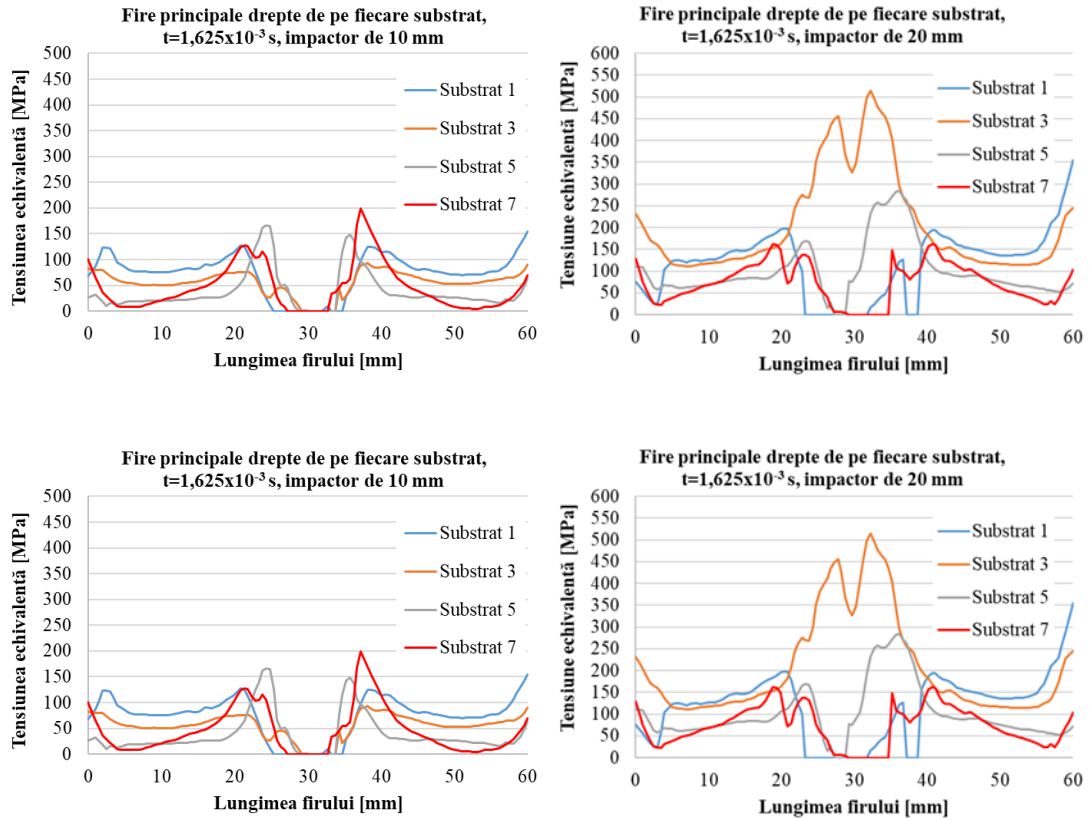 Fire principale drepte de pe fiecare substrat,
t=1,625x10⁻³ s, impactor de 10 mm
Tensiunea echivalentă [MPa]
500
450
400
350
300
250
200
150
100
50
0
Substrat 1
Substrat 3
Substrat 5
Substrat 7
0 10 20 30 40 50 60
Lungimea firului [mm]
Fire principale drepte de pe fiecare substrat,
t=1,625x10⁻³ s, impactor de 20 mm
Tensiune echivalentă [MPa]
600
550
500
450
400
350
300
250
200
150
100
50
0
Substrat 1
Substrat 3
Substrat 5
Substrat 7
0 10 20 30 40 50 60
Lungimea firului [mm]
Fire principale drepte de pe fiecare substrat,
t=1,625x10⁻³ s, impactor de 10 mm
Tensiunea echivalentă [MPa]
500
450
400
350
300
250
200
150
100
50
0
Substrat 1
Substrat 3
Substrat 5
Substrat 7
0 10 20 30 40 50 60
Lungimea firului [mm]
Fire principale drepte de pe fiecare substrat,
t=1,625x10⁻³ s, impactor de 20 mm
Tensiune echivalentă [MPa]
600
550
500
450
400
350
300
250
200
150
100
50
0
Substrat 1
Substrat 3
Substrat 5
Substrat 7
0 10 20 30 40 50 60
Lungimea firului [mm]